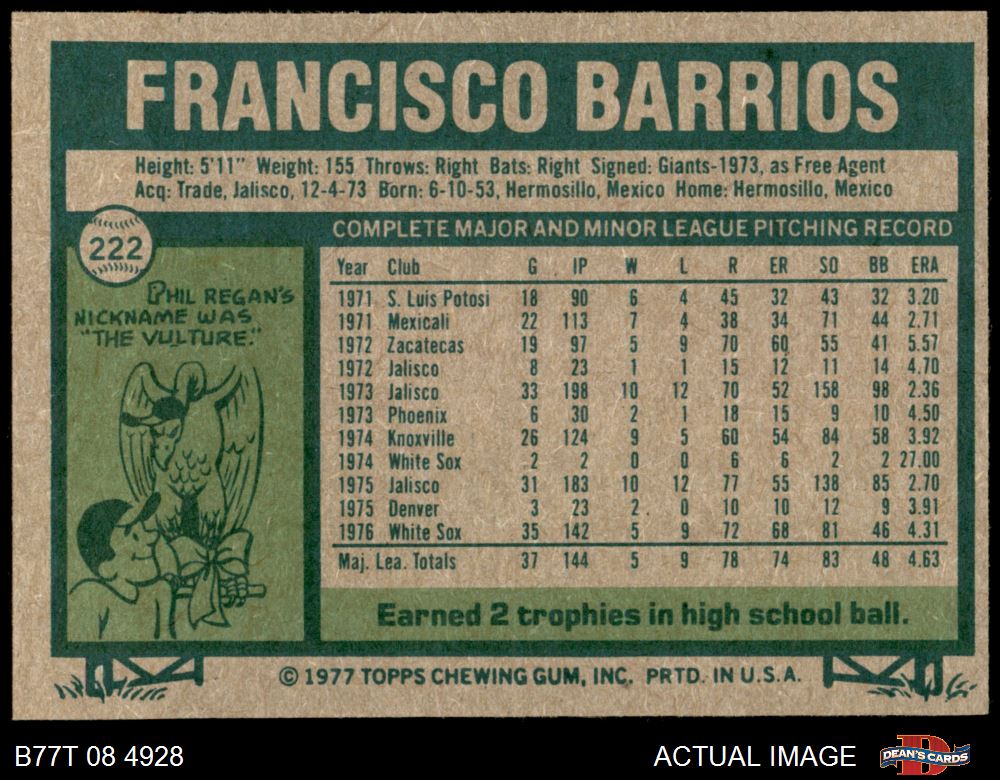 FRANCISCO BARRIOS
Height: 5'11" Weight: 155 Throws: Right Bats: Right Signed: Giants-1973, as Free Agent
Acq: Trade, Jalisco, 12-4-73 Born: 6-10-53, Hermosillo, Mexico Home: Hermosillo, Mexico
222
PHIL REGAN'S
NICKNAME WAS
"THE VULTURE."
COMPLETE MAJOR AND MINOR LEAGUE PITCHING RECORD
Year Club G IP W L R ER SO BB ERA
1971 S. Luis Potosi 18 90 6 4 45 32 43 32 3.20
1971 Mexicali 22 113 7 4 38 34 71 44 2.71
1972 Zacatecas 19 97 5 9 70 60 55 41 5.57
1972 Jalisco 8 23 1 1 15 12 11 14 4.70
1973 Jalisco 33 198 10 12 70 52 158 98 2.36
1973 Phoenix 6 30 2 1 18 15 9 10 4.50
1974 Knoxville 26 124 9 5 60 54 84 58 3.92
1974 White Sox 2 2 0 0 6 6 2 2 27.00
1975 Jalisco 31 183 10 12 77 55 138 85 2.70
1975 Denver 3 23 2 0 10 10 12 9 3.91
1976 White Sox 35 142 5 9 72 68 81 46 4.31
Maj. Lea. Totals 37 144 5 9 78 74 83 48 4.63
Earned 2 trophies in high school ball.
© 1977 TOPPS CHEWING GUM, INC. PRTD. IN U.S.A.
B77T 08 4928
ACTUAL IMAGE
DEAN'S CARDS